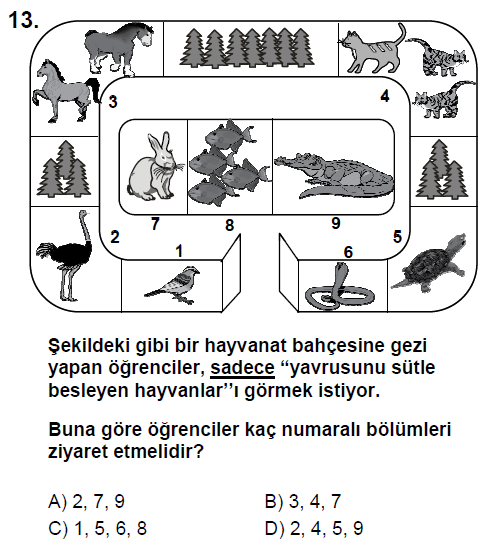 13.
3
4
7
8
9
2
1
6
5
Şekildeki gibi bir hayvanat bahçesine gezi
yapan öğrenciler, sadece “yavrusunu sütle
besleyen hayvanlar’’ı görmek istiyor.
Buna göre öğrenciler kaç numaralı bölümleri
ziyaret etmelidir?
A) 2, 7, 9
B) 3, 4, 7
C) 1, 5, 6, 8
D) 2, 4, 5, 9